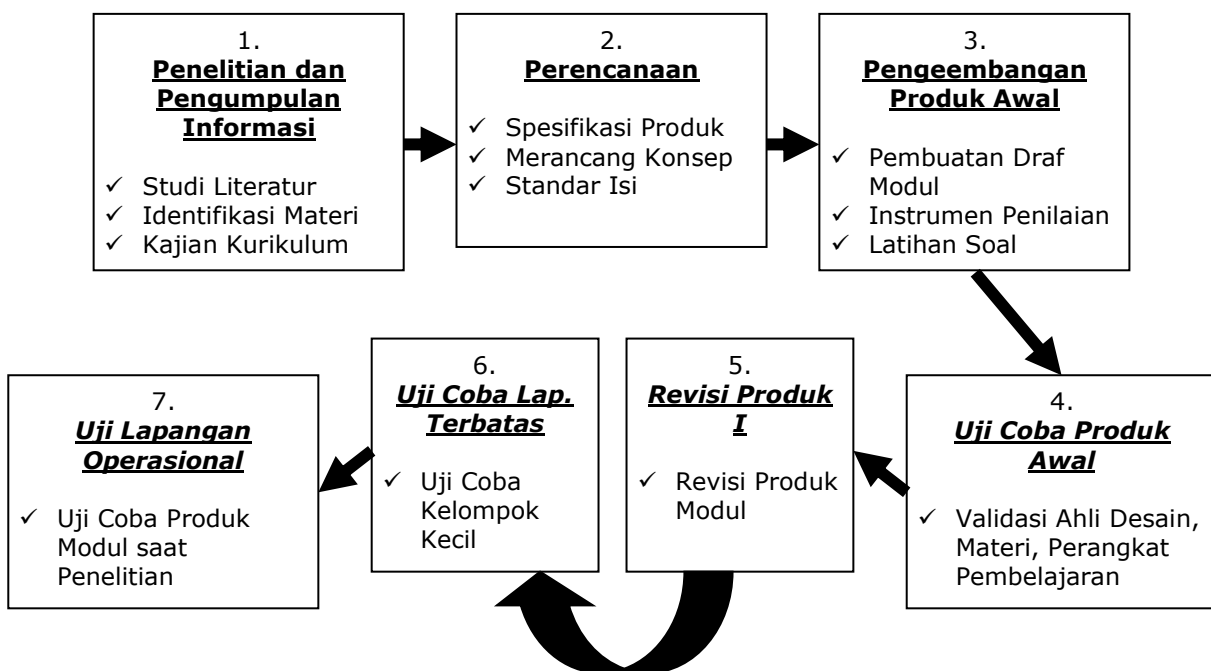 1.
Penelitian dan
Pengumpulan
Informasi
✓ Studi Literatur
✓ Identifikasi Materi
✓ Kajian Kurikulum
2.
Perencanaan
✓ Spesifikasi Produk
✓ Merancang Konsep
✓ Standar Isi
3.
Pengeembangan
Produk Awal
✓ Pembuatan Draf
Modul
✓ Instrumen Penilaian
✓ Latihan Soal
4.
Uji Coba Produk
Awal
✓ Validasi Ahli Desain,
Materi, Perangkat
Pembelajaran
5.
Revisi Produk
I
✓ Revisi Produk
Modul
6.
Uji Coba Lap.
Terbatas
✓ Uji Coba
Kelompok
Kecil
7.
Uji Lapangan
Operasional
✓ Uji Coba Produk
Modul saat
Penelitian